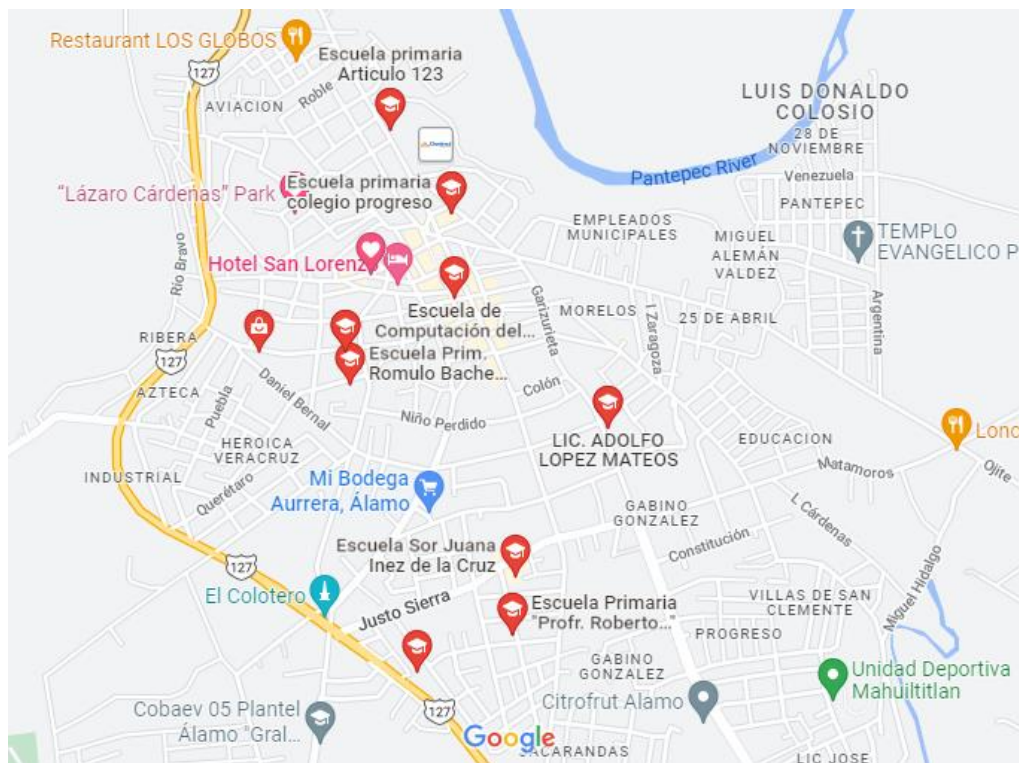 Restaurant LOS GLOBOS
Escuela primaria
Articulo 123
127
Roble
AVIACION
LUIS DONALDO
COLOSIO
28 DE
NOVIEMBRE
Pantepec River
Venezuela
PANTEPEC
Escuela primaria
colegio progreso
"Lázaro Cárdenas" Park
EMPLEADOS
MUNICIPALES
MIGUEL
ALEMÁN
VALDEZ
TEMPLO
EVANGELICO P
Río Bravo
Hotel San Lorenzo
Escuela de
Computación del...
Garizurieta
MORELOS
I. Zaragoza
25 DE ABRIL
Argentina
RIBERA
127
Escuela Prim.
Romulo Bache...
AZTECA
Puebla
Daniel Bernal
Colón
Niño Perdido
LIC. ADOLFO
LOPEZ MATEOS
EDUCACION
Lond
HEROICA
VERACRUZ
INDUSTRIAL
Querétaro
Mi Bodega
Aurrera, Álamo
Matamoros
Ojite
GABINO
GONZALEZ
L Cárdenas
Constitución
Escuela Sor Juana
Inez de la Cruz
127
El Colotero
Justo Sierra
Escuela Primaria
"Profr. Roberto..."
VILLAS DE SAN
CLEMENTE
Miguel Hidalgo
PROGRESO
GABINO
GONZALEZ
Unidad Deportiva
Mahuiltitlan
Citrofrut Alamo
Cobaev 05 Plantel
Álamo "Gral...
127
Google
JACARANDAS
LIC JOSE